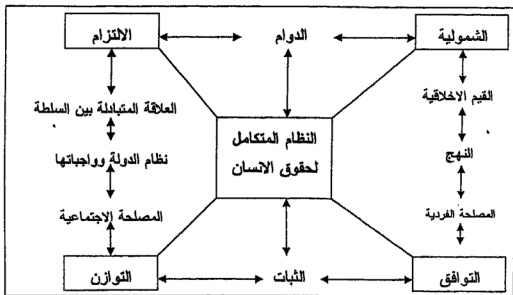 الشمولية
الدوام
الالتزام
القيم الاخلاقية
العلاقة المتبادلة بين السلطة
النظام المتكامل
لحقوق الانسان
النهج
نظام الدولة وواجباتها
المصلحة الفردية
المصلحة الاجتماعية
التوافق
الثبات
التوازن